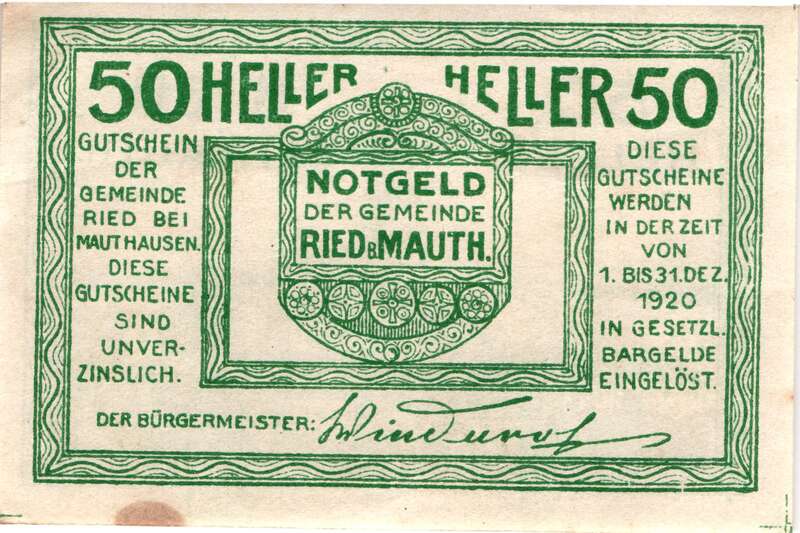 50 HELLER HELLER 50
GUTSCHEIN
DER
GEMEINDE
RIED BEI
MAUTHAUSEN.
DIESE
GUTSCHEINE
SIND
UNVER-
ZINSLICH.
NOTGELD
DER GEMEINDE
RIED B. MAUTH.
DIESE
GUTSCHEINE
WERDEN
IN DER ZEIT
VON
1. BIS 31. DEZ.
1920
IN GESETZL.
BARGELDE
EINGELÖST.
DER BÜRGERMEISTER: